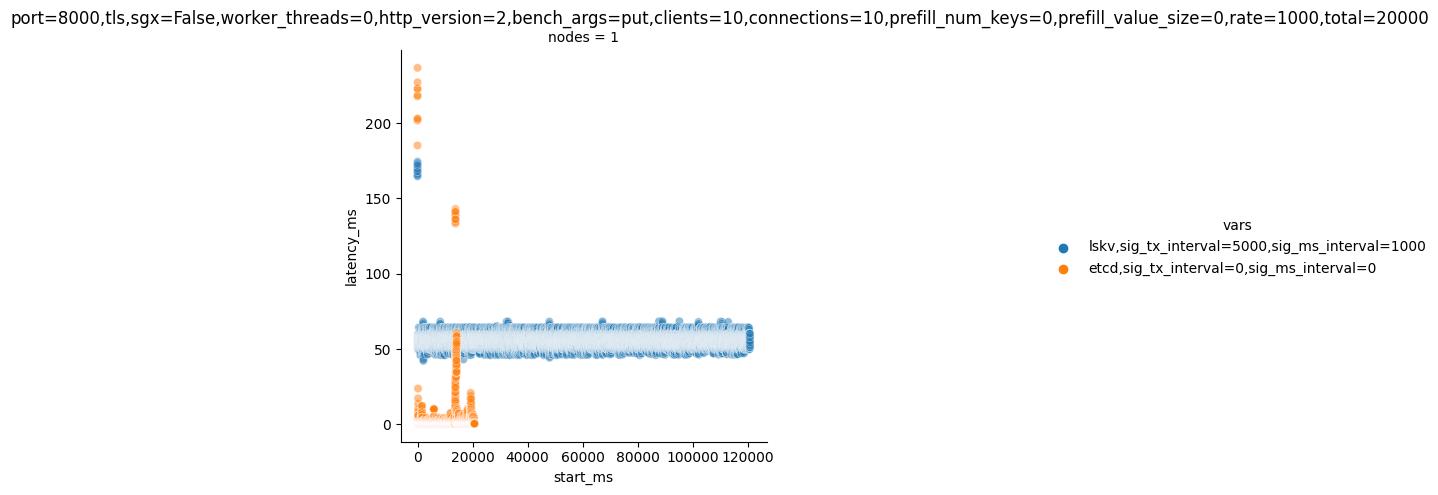 port=8000,tls,sgx=False,worker_threads=0,http_version=2,bench_args=put,clients=10,connections=10,prefill_num_keys=0,prefill_value_size=0,rate=1000,total=20000
nodes = 1
200
150
100
50
0
latency_ms
0 20000 40000 60000 80000 100000 120000
start_ms
vars
lskv,sig_tx_interval=5000,sig_ms_interval=1000
etcd,sig_tx_interval=0,sig_ms_interval=0